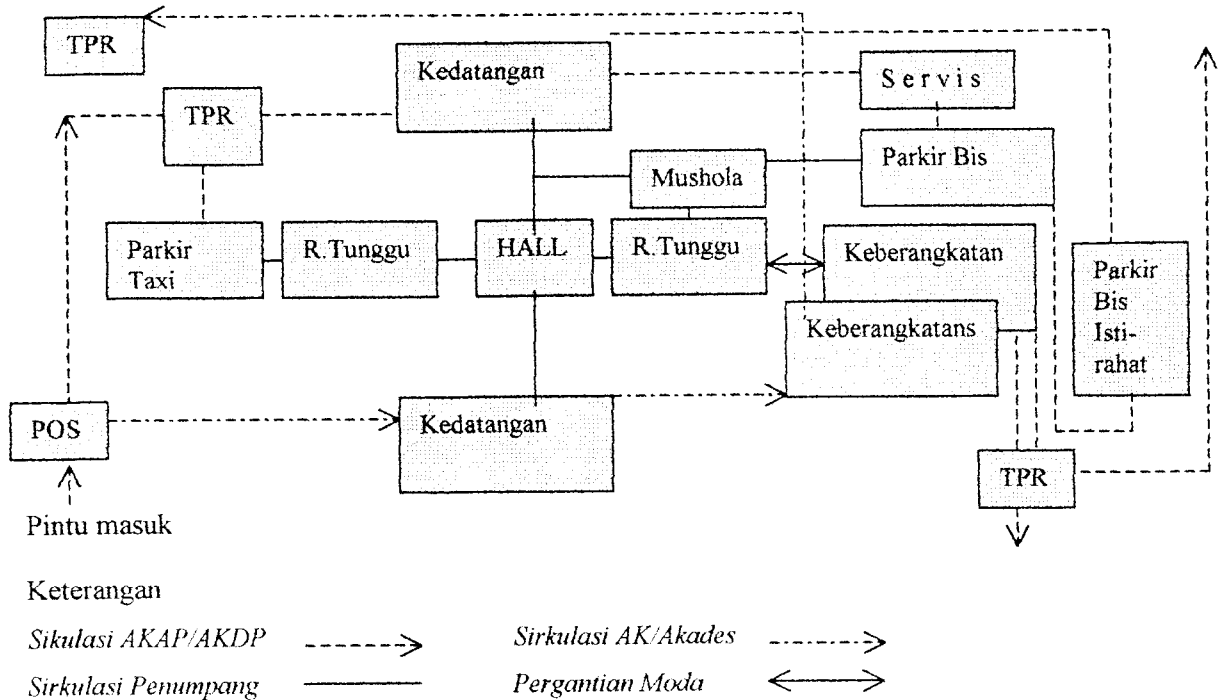 TPR
Kedatangan
Servis
TPR
Parkir Bis
Mushola
Parkir
Taxi
R.Tunggu
HALL
R.Tunggu
Keberangkatan
Parkir
Bis
Isti-
rahat
Keberangkatans
POS
Kedatangan
TPR
Pintu masuk
Keterangan
Sikulasi AKAP/AKDP
Sirkulasi AK/Akades
Sirkulasi Penumpang
Pergantian Moda